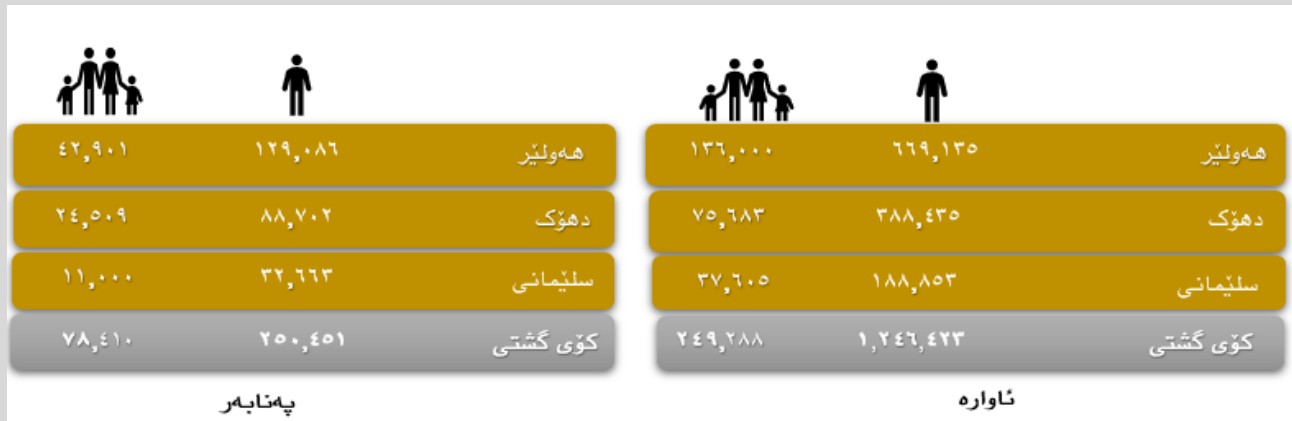 هەولێر ٦٦٩,١٣٥ ١٣٦,٠٠٠
دهۆک ٣٨٨,٤٣٥ ٧٥,٦٨٣
سلێمانی ١٨٨,٨٥٣ ٣٧,٦٠٥
کۆی گشتی ١,٢٤٦,٤٢٣ ٢٤٩,٢٨٨
ئاوارە
هەولێر ١٢٩,٠٨٦ ٤٢,٩٠١
دهۆک ٨٨,٧٠٢ ٢٤,٥٠٩
سلێمانی ٣٢,٦٦٣ ١١,٠٠٠
کۆی گشتی ٢٥٠,٤٥١ ٧٨,٤١٠
پەنابەر